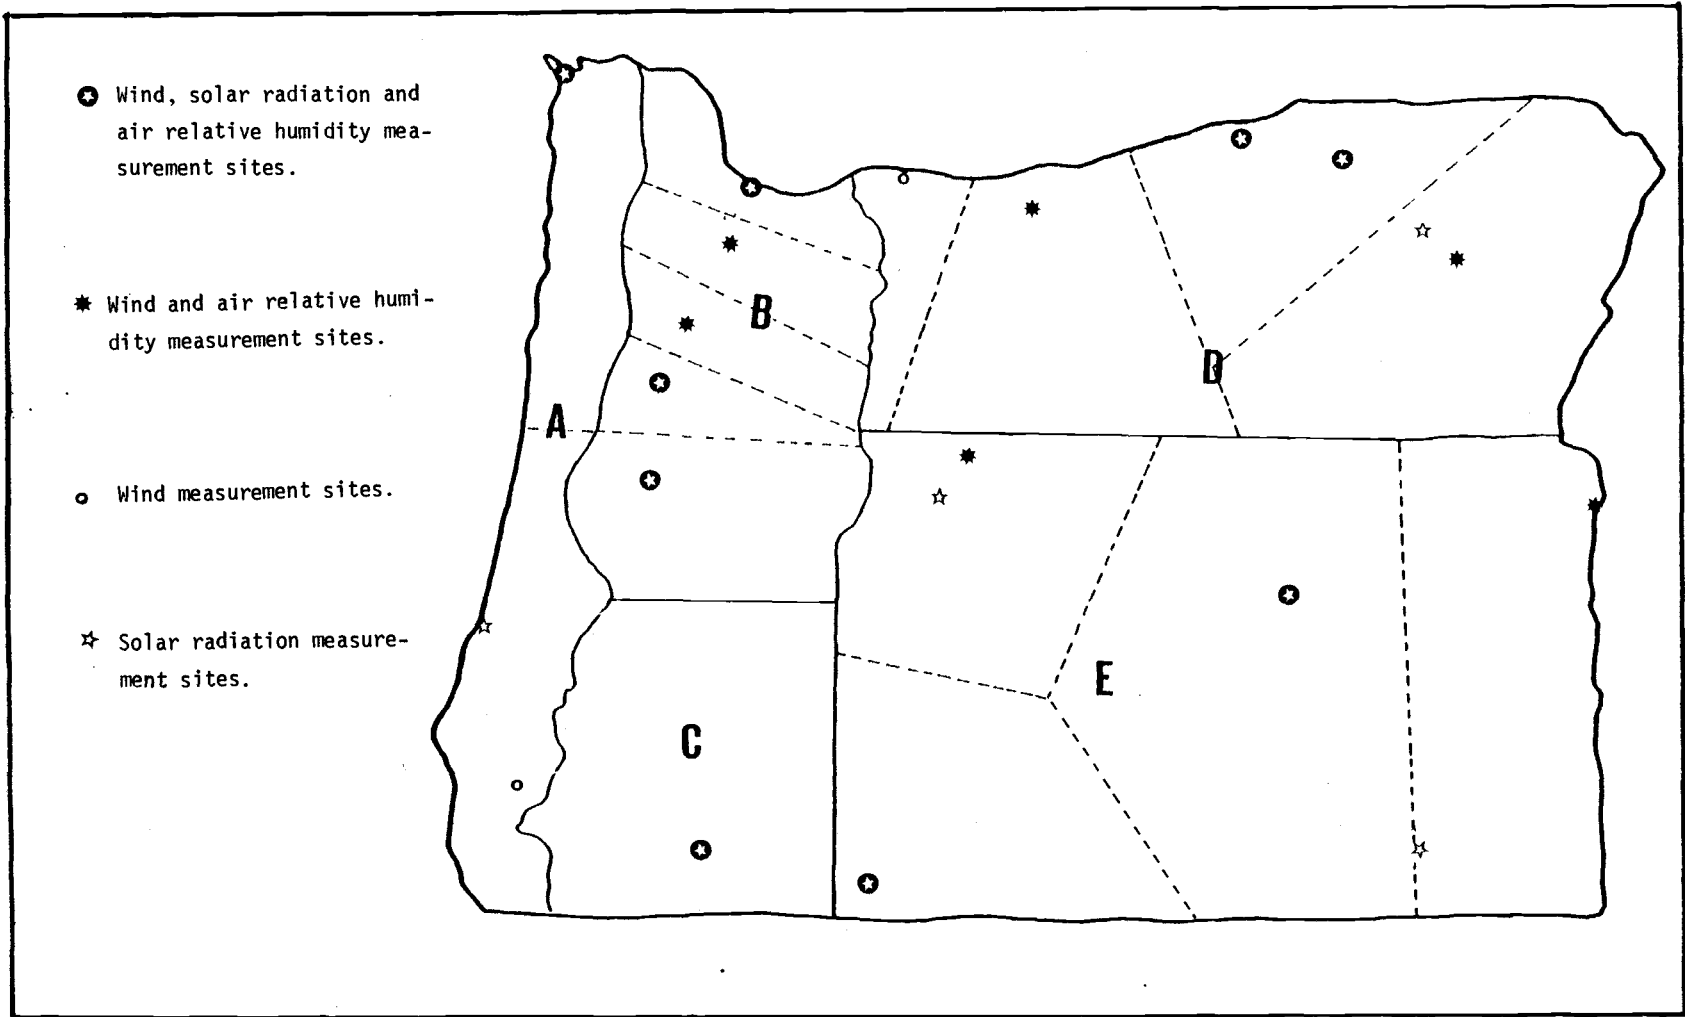 Wind, solar radiation and
air relative humidity mea-
surement sites.
Wind and air relative humi-
dity measurement sites.
Wind measurement sites.
Solar radiation measure-
ment sites.
A
B
C
D
E